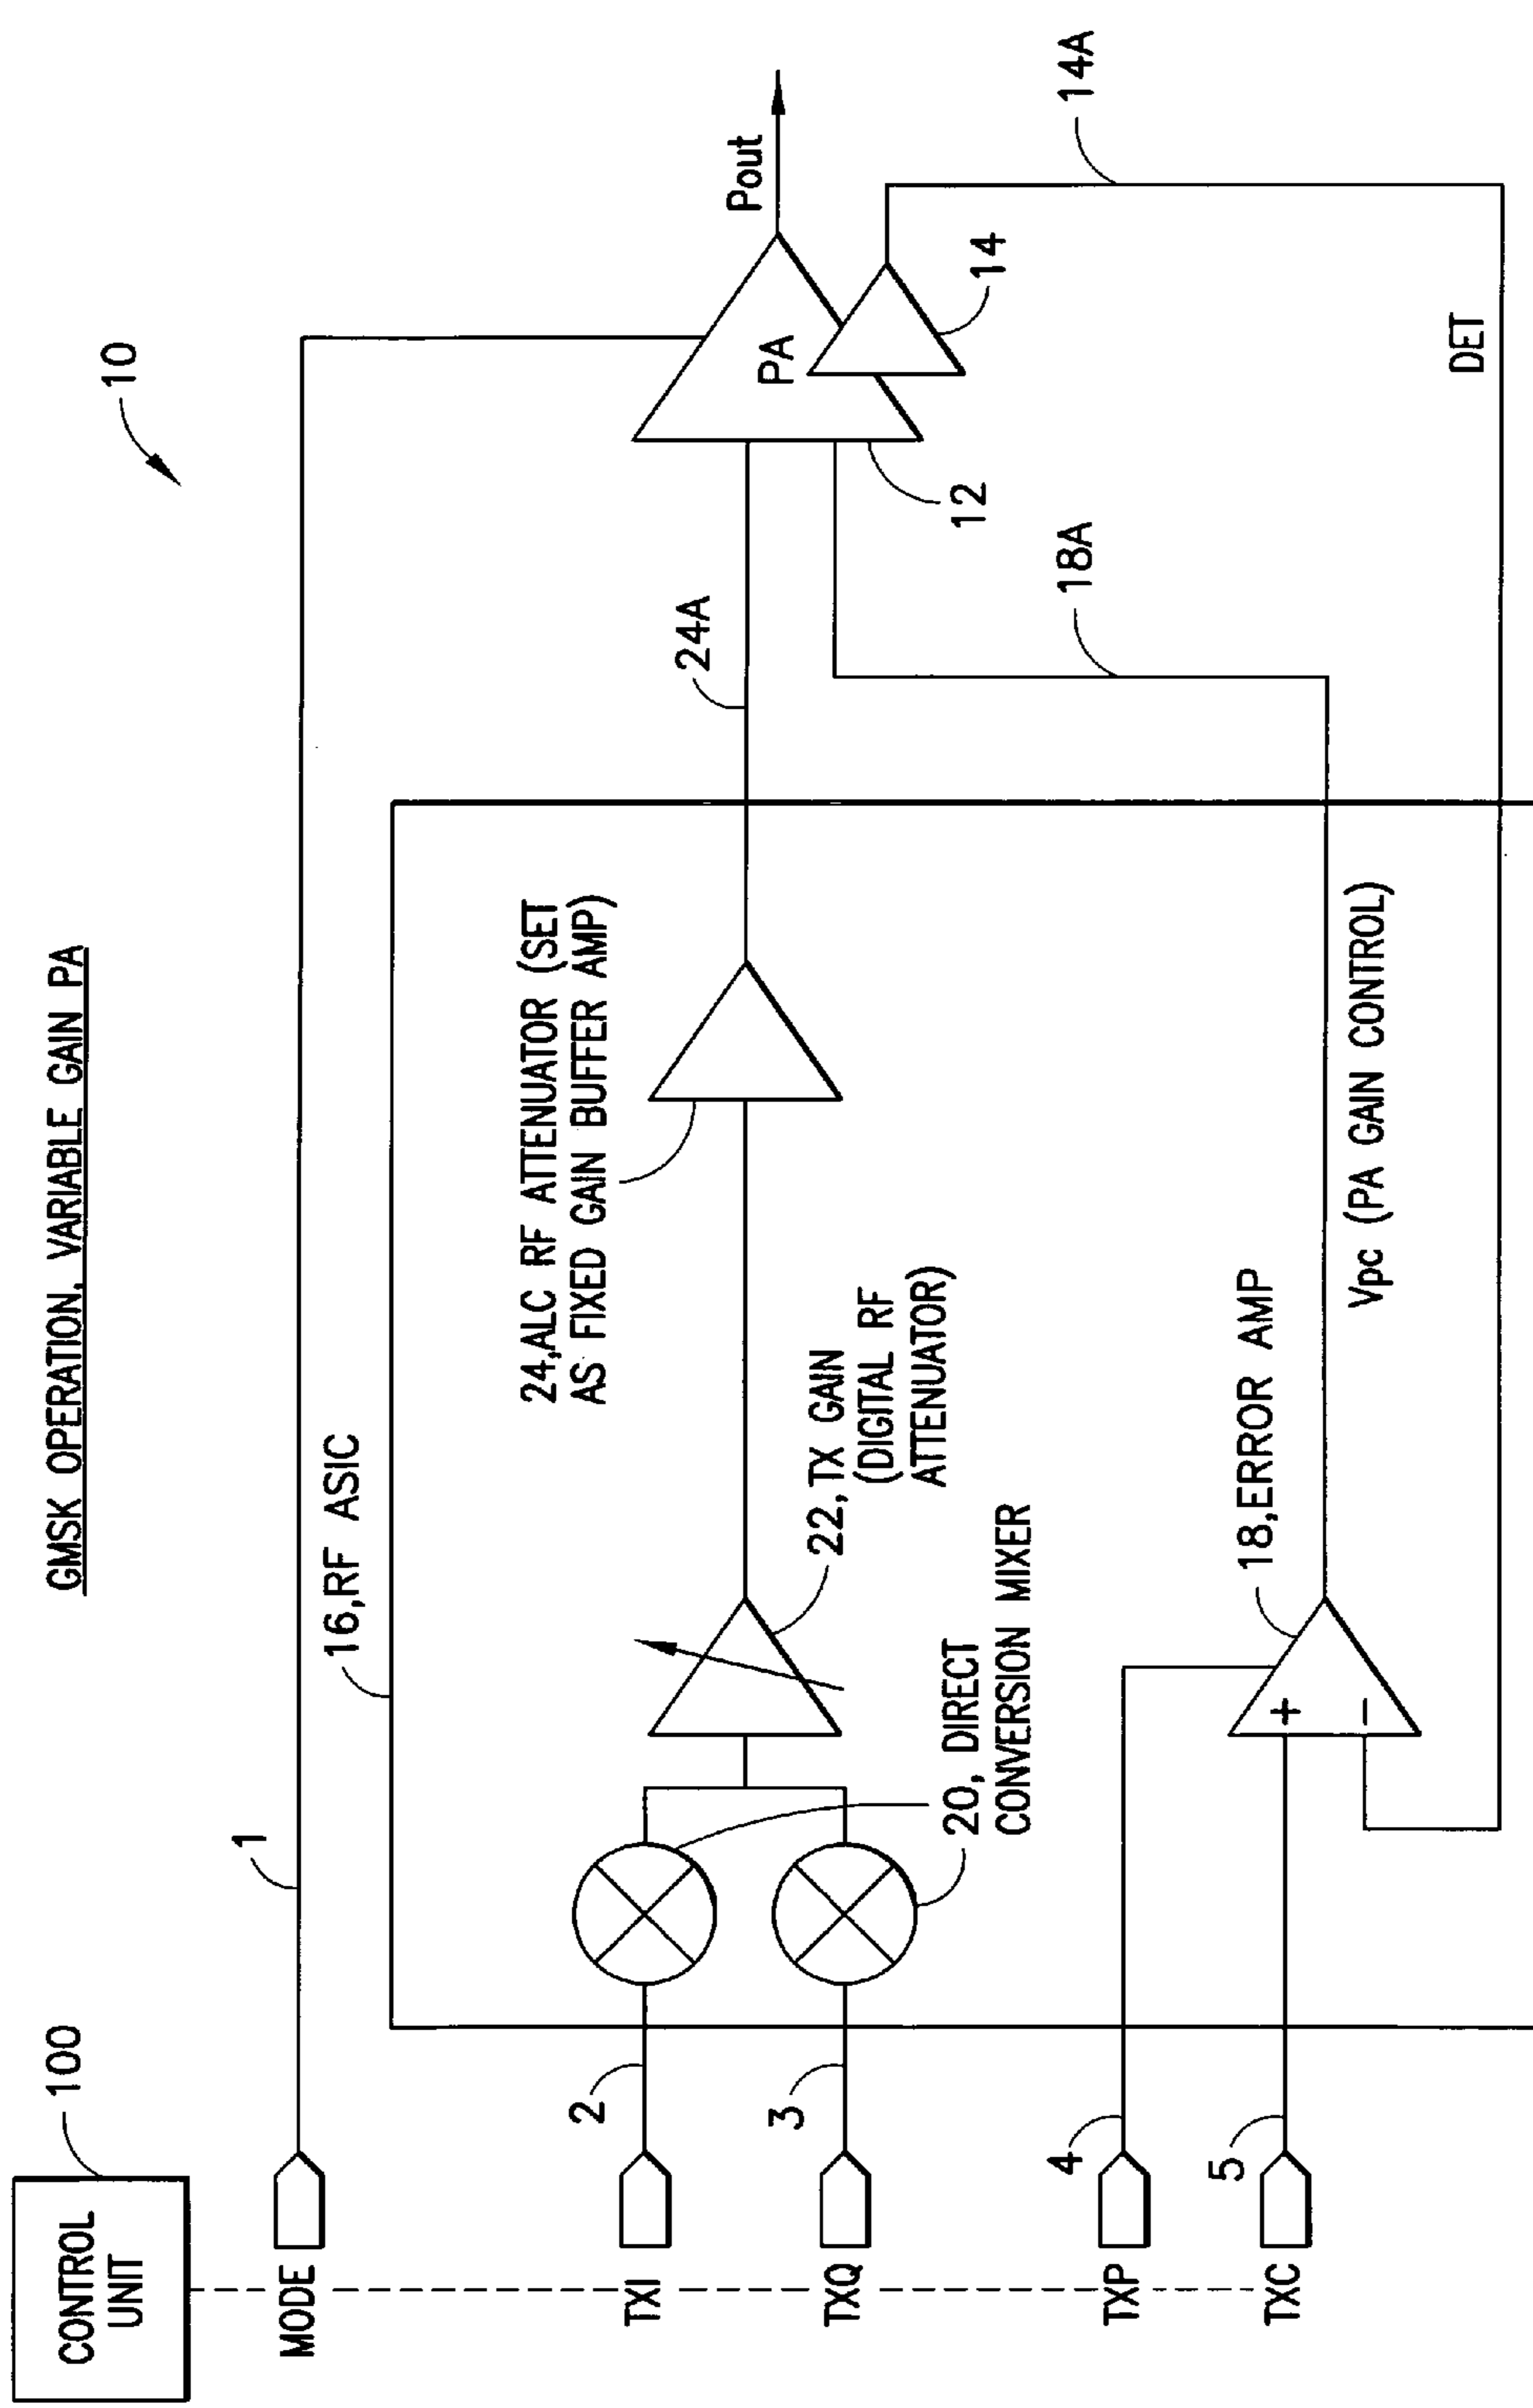 GMSK OPERATION, VARIABLE GAIN PA
CONTROL
UNIT
100
10
MODE
1
16,RF ASIC
TXI
2
TXQ
3
20, DIRECT
CONVERSION MIXER
22,TX GAIN
(DIGITAL RF
ATTENUATOR)
24,ALC RF ATTENUATOR (SET
AS FIXED GAIN BUFFER AMP)
24A
PA
Pout
12
14
14A
TXP
4
TXC
5
+
−
18,ERROR AMP
Vpc (PA GAIN CONTROL)
18A
DET